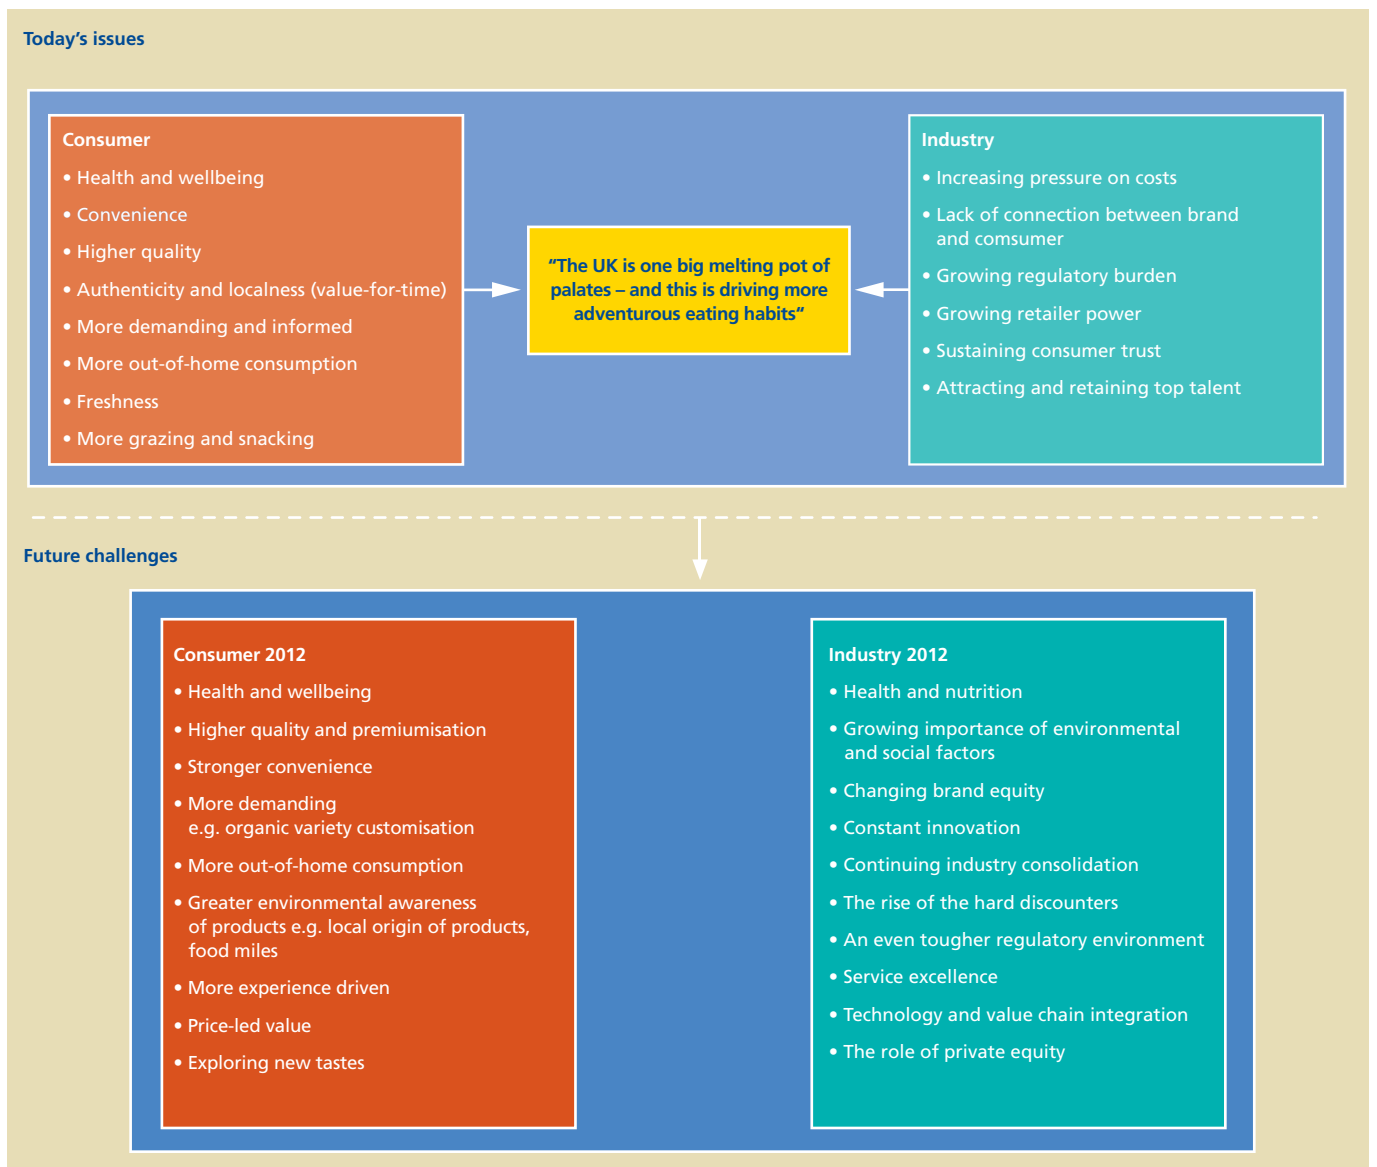 Today’s issues
Consumer
• Health and wellbeing
• Convenience
• Higher quality
• Authenticity and localness (value-for-time)
• More demanding and informed
• More out-of-home consumption
• Freshness
• More grazing and snacking
“The UK is one big melting pot of
palates – and this is driving more
adventurous eating habits”
Industry
• Increasing pressure on costs
• Lack of connection between brand
and comsumer
• Growing regulatory burden
• Growing retailer power
• Sustaining consumer trust
• Attracting and retaining top talent
Future challenges
Consumer 2012
• Health and wellbeing
• Higher quality and premiumisation
• Stronger convenience
• More demanding
e.g. organic variety customisation
• More out-of-home consumption
• Greater environmental awareness
of products e.g. local origin of products,
food miles
• More experience driven
• Price-led value
• Exploring new tastes
Industry 2012
• Health and nutrition
• Growing importance of environmental
and social factors
• Changing brand equity
• Constant innovation
• Continuing industry consolidation
• The rise of the hard discounters
• An even tougher regulatory environment
• Service excellence
• Technology and value chain integration
• The role of private equity